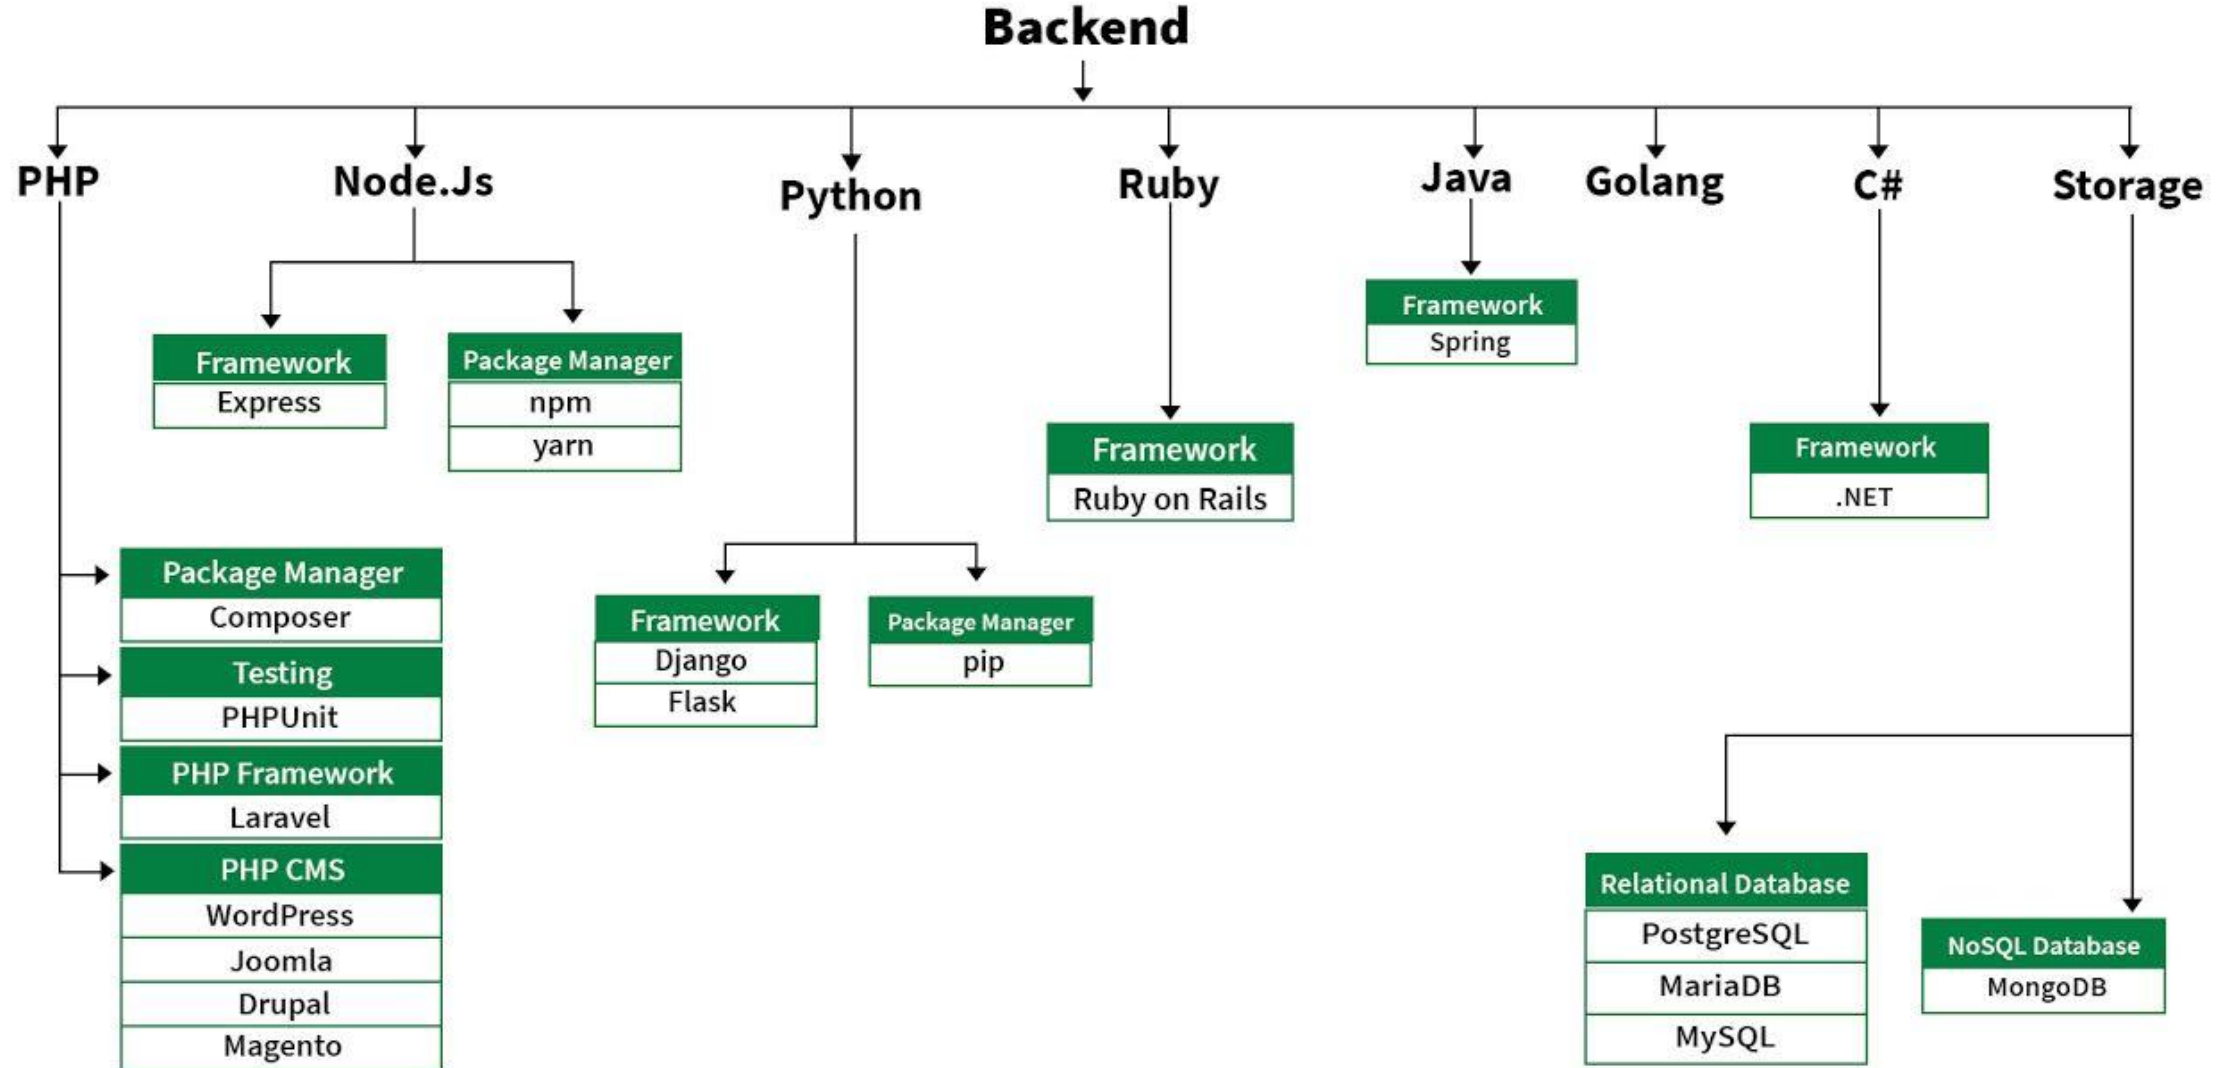 Backend
PHP
Node.Js
Python
Ruby
Java
Golang
C#
Storage
Framework
Express
Package Manager
npm
yarn
Framework
Spring
Framework
Ruby on Rails
Framework
.NET
Package Manager
Composer
Testing
PHPUnit
PHP Framework
Laravel
PHP CMS
WordPress
Joomla
Drupal
Magento
Framework
Django
Flask
Package Manager
pip
Relational Database
PostgreSQL
MariaDB
MySQL
NoSQL Database
MongoDB